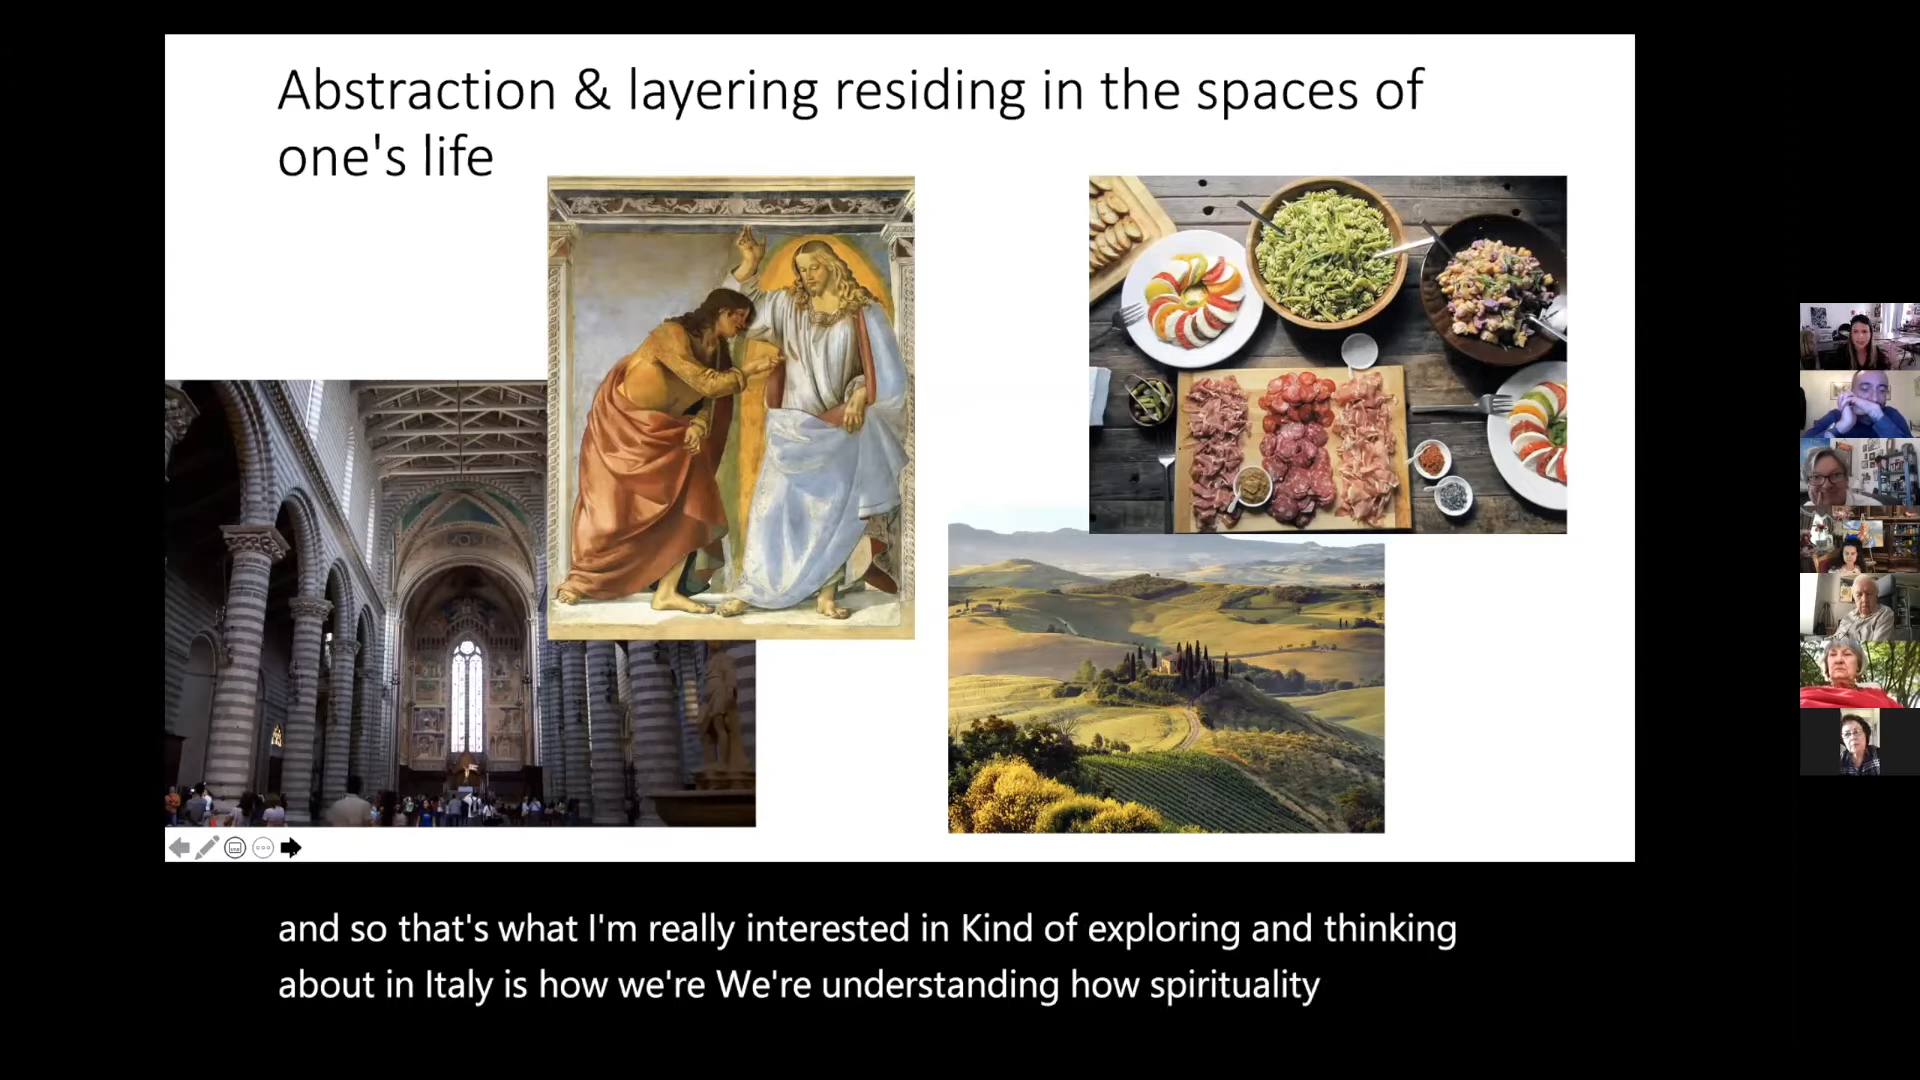 Abstraction & layering residing in the spaces of
one's life
and so that's what I'm really interested in Kind of exploring and thinking
about in Italy is how we're We're understanding how spirituality